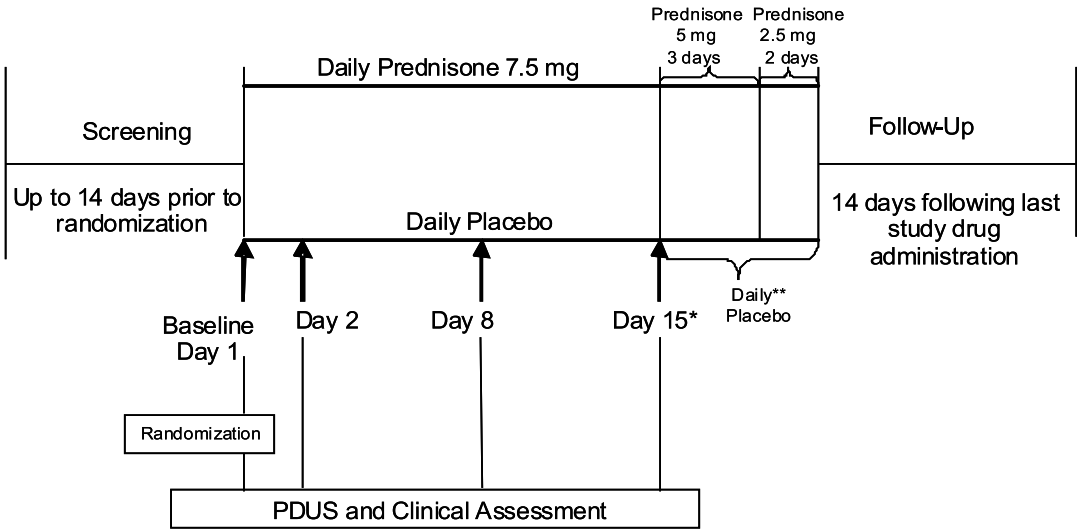 Prednisone
5 mg
3 days
Prednisone
2.5 mg
2 days
Daily Prednisone 7.5 mg
Screening
Follow-Up
Up to 14 days prior to
randomization
14 days following last
study drug
administration
Daily Placebo
Daily**
Placebo
Baseline
Day 1
Day 2
Day 8
Day 15*
Randomization
PDUS and Clinical Assessment